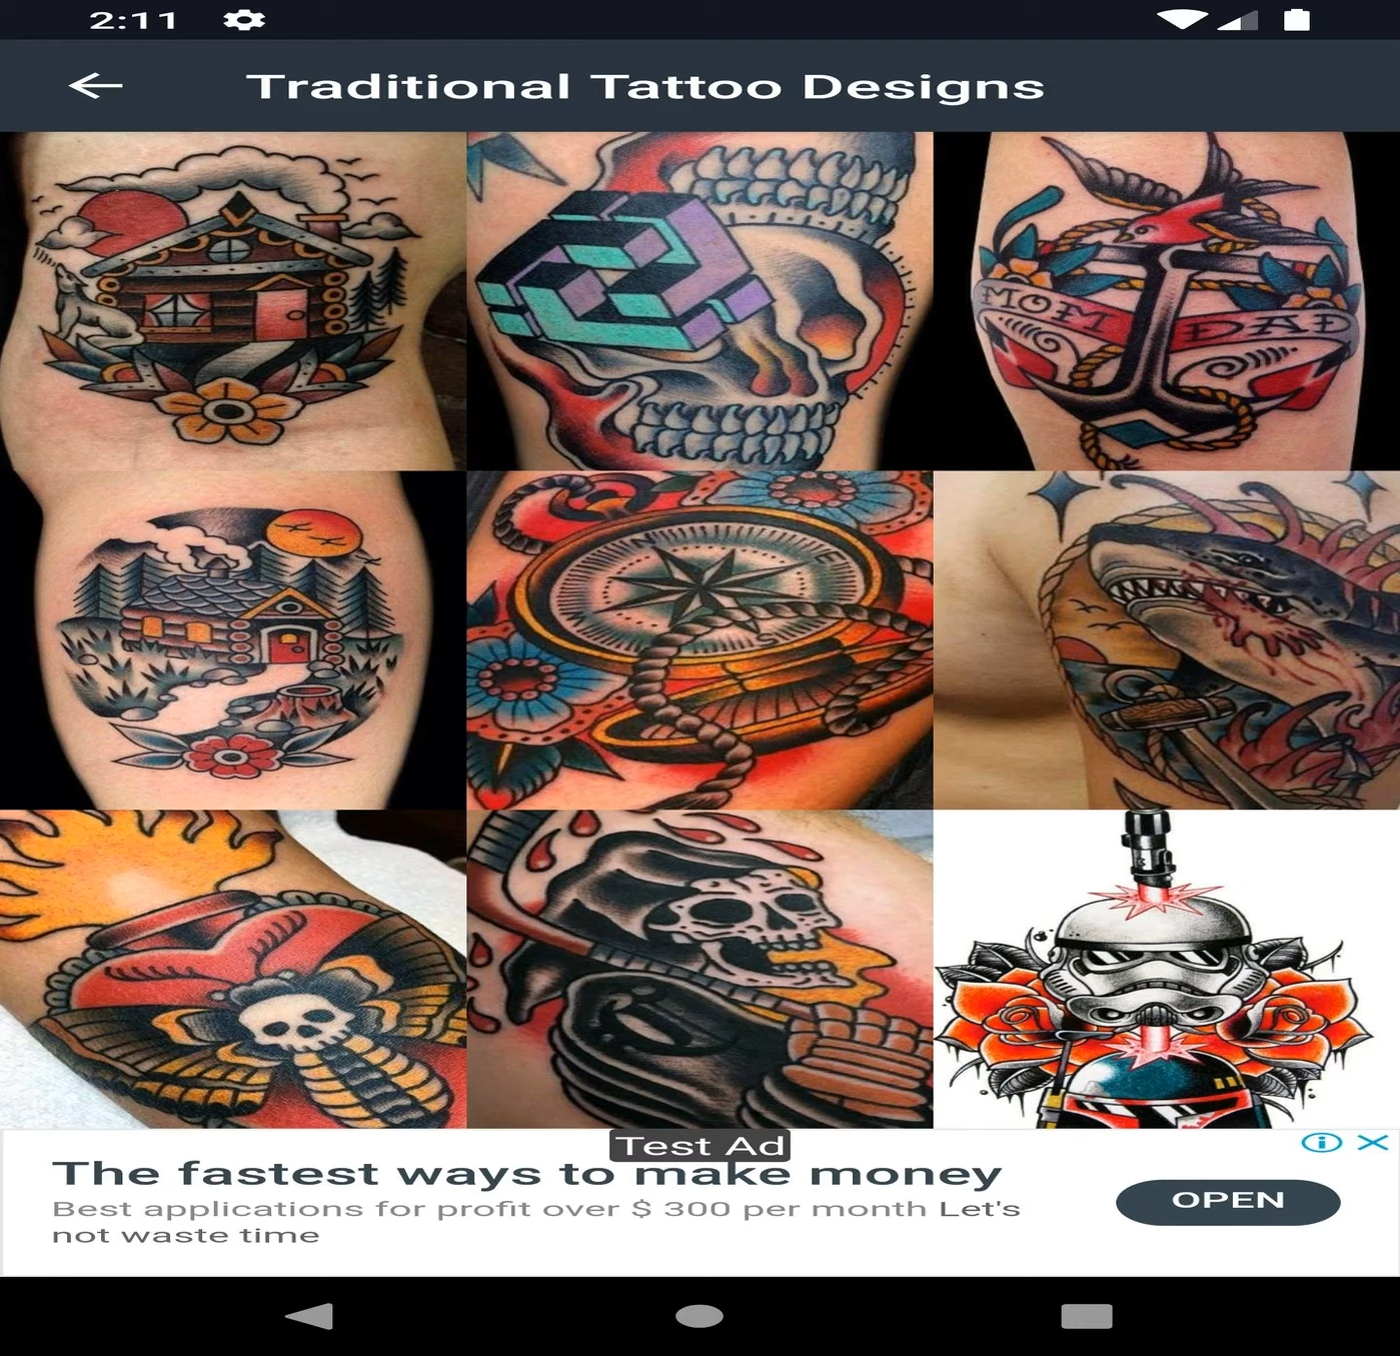 2:11
Traditional Tattoo Designs
MOM DAD
Test Ad
The fastest ways to make money
Best applications for profit over $ 300 per month Let's
not waste time
OPEN